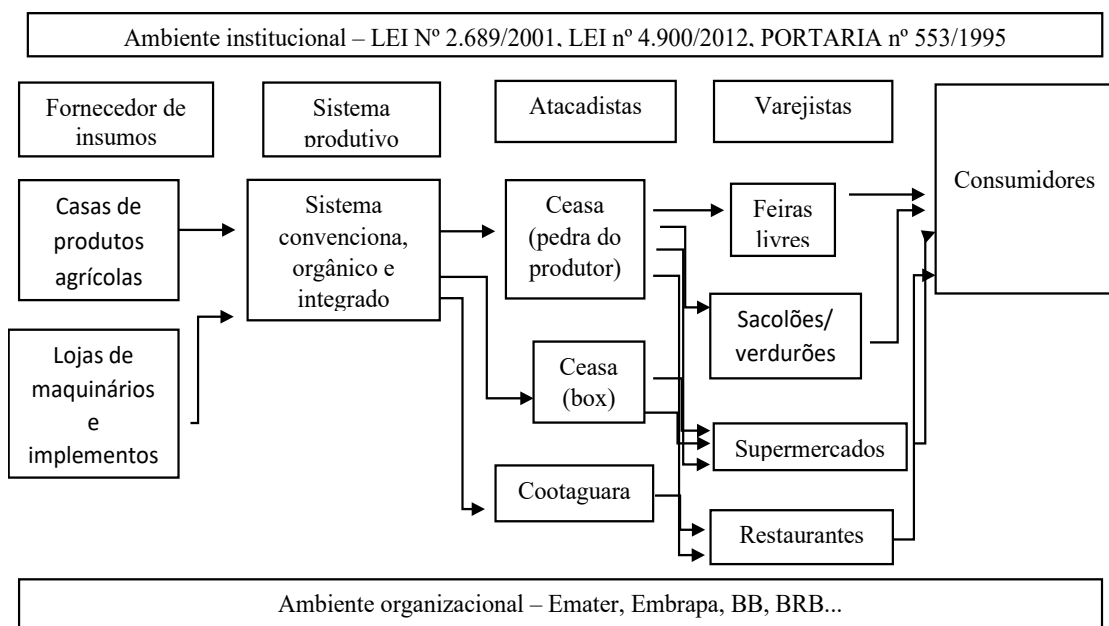 Ambiente institucional – LEI Nº 2.689/2001, LEI nº 4.900/2012, PORTARIA nº 553/1995
Fornecedor de
insumos
Sistema
produtivo
Atacadistas
Varejistas
Consumidores
Casas de
produtos
agrícolas
Sistema
convenciona,
orgânico e
integrado
Ceasa
(pedra do
produtor)
Feiras
livres
Lojas de
maquinários
e
implementos
Ceasa
(box)
Sacolões/
verdurões
Supermercados
Cootaguara
Restaurantes
Ambiente organizacional – Emater, Embrapa, BB, BRB...